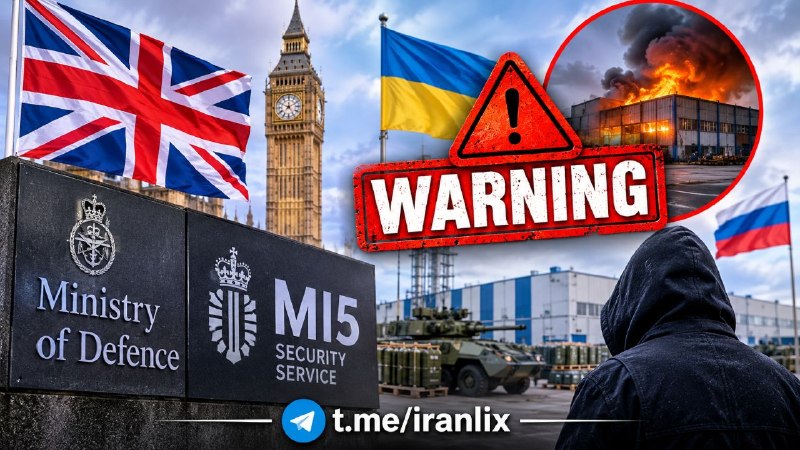 WARNING
Ministry
of Defence
MI5
SECURITY
SERVICE
t.me/iranlix